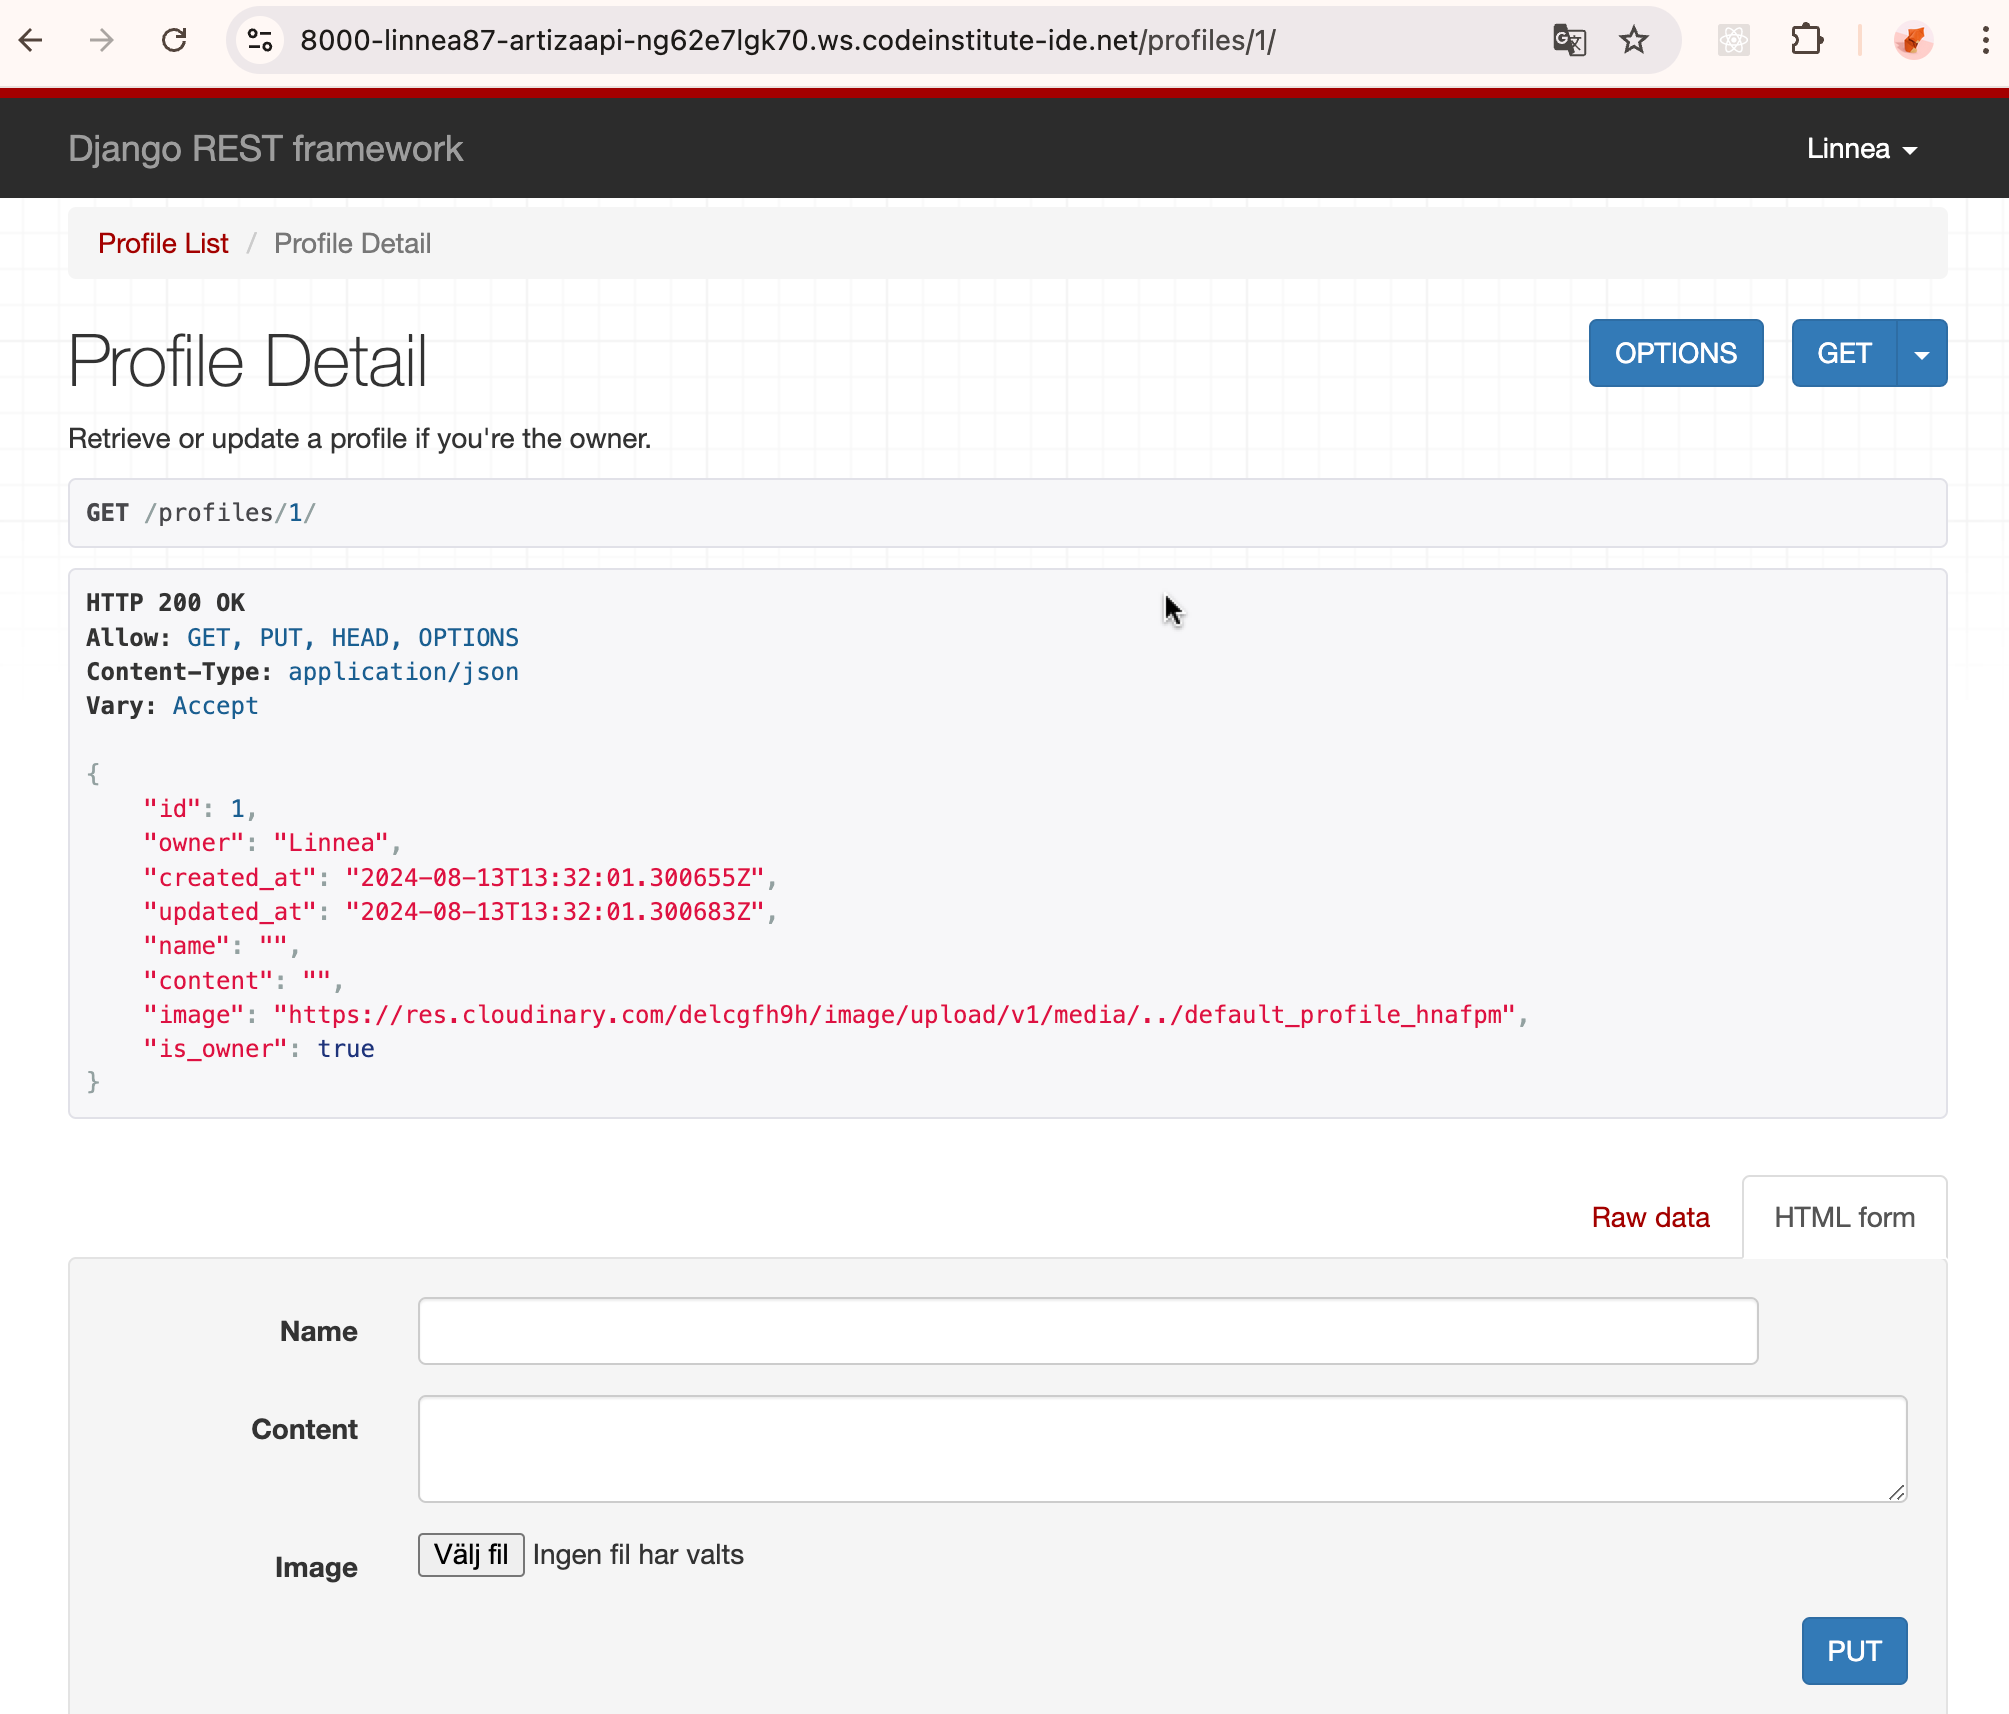 8000-linnea87-artizaapi-ng62e7lgk70.ws.codeinstitute-ide.net/profiles/1/
Django REST framework
Linnea
Profile List / Profile Detail
Profile Detail
OPTIONS
GET
Retrieve or update a profile if you're the owner.
GET /profiles/1/
HTTP 200 OK
Allow: GET, PUT, HEAD, OPTIONS
Content-Type: application/json
Vary: Accept
{
    "id": 1,
    "owner": "Linnea",
    "created_at": "2024-08-13T13:32:01.300655Z",
    "updated_at": "2024-08-13T13:32:01.300683Z",
    "name": "",
    "content": "",
    "image": "https://res.cloudinary.com/delcgfh9h/image/upload/v1/media/../default_profile_hnafpm",
    "is_owner": true
}
Raw data
HTML form
Name
Content
Image
Välj fil Ingen fil har valts
PUT